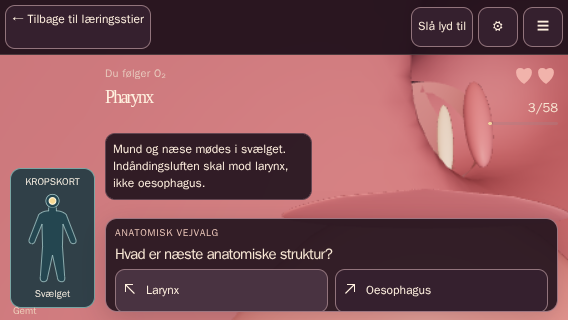 ← Tilbage til læringsstier
Slå lyd til
Du følger O₂
Pharynx
3/58
Mund og næse mødes i svælget.
Indåndingsluften skal mod larynx,
ikke oesophagus.
KROPSKORT
Svælget
Gemt
ANATOMISK VEJVALG
Hvad er næste anatomiske struktur?
Larynx
Oesophagus